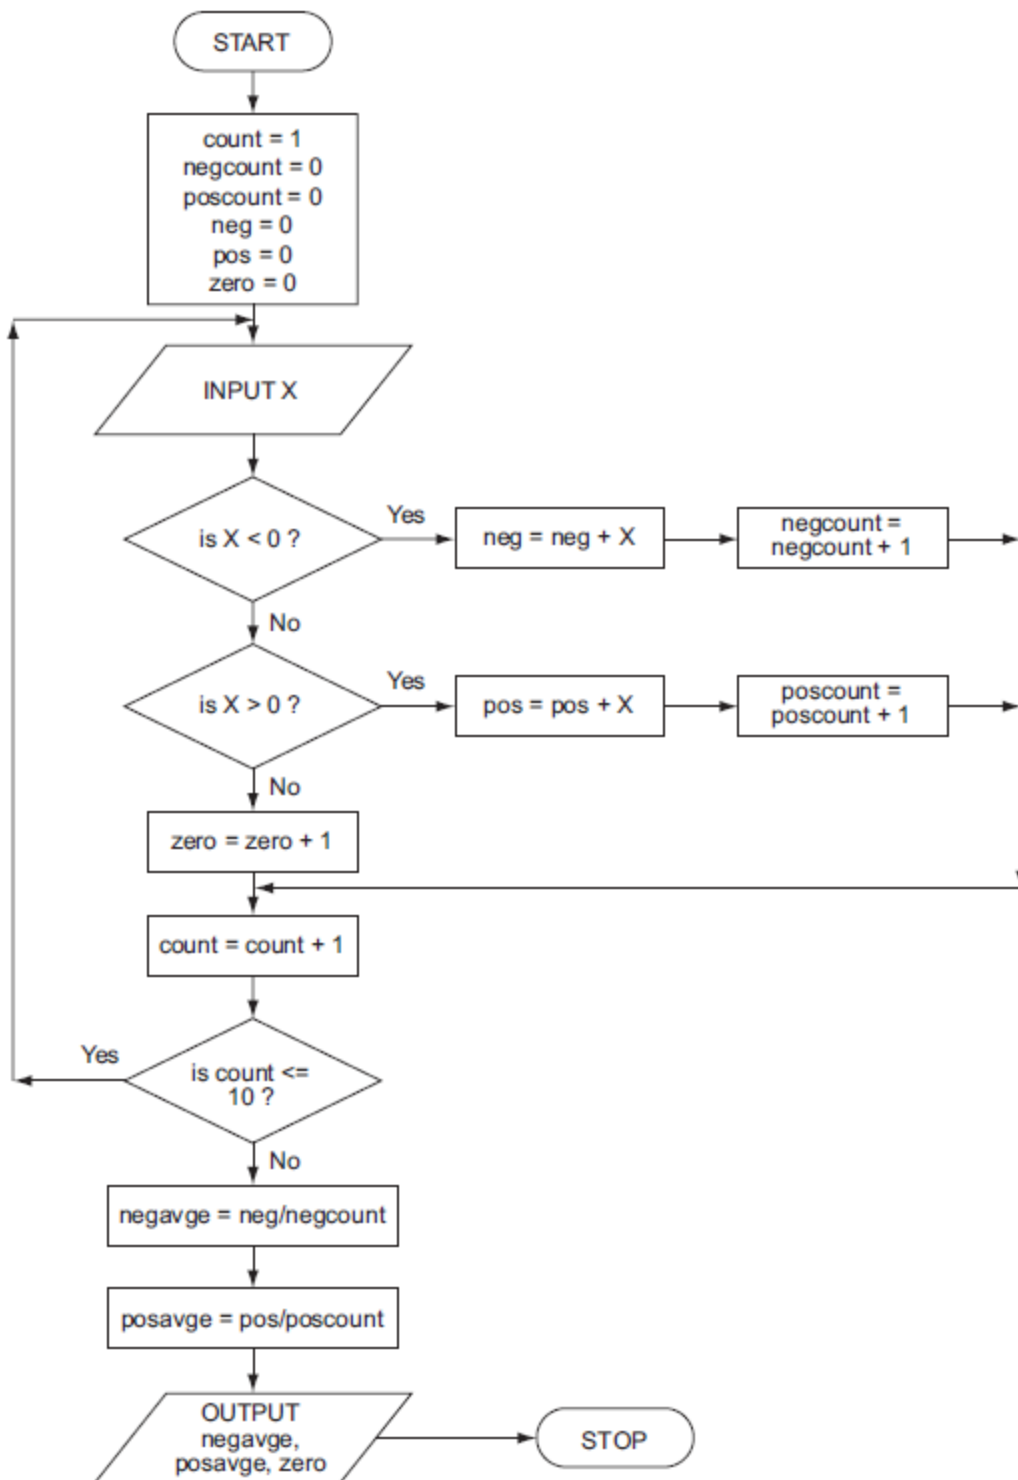 START
count = 1
negcount = 0
poscount = 0
neg = 0
pos = 0
zero = 0
INPUT X
is X < 0 ?
Yes
neg = neg + X
negcount =
negcount + 1
No
is X > 0 ?
Yes
pos = pos + X
poscount =
poscount + 1
No
zero = zero + 1
count = count + 1
is count <=
10 ?
Yes
No
negavge = neg/negcount
posavge = pos/poscount
OUTPUT
negavge,
posavge, zero
STOP